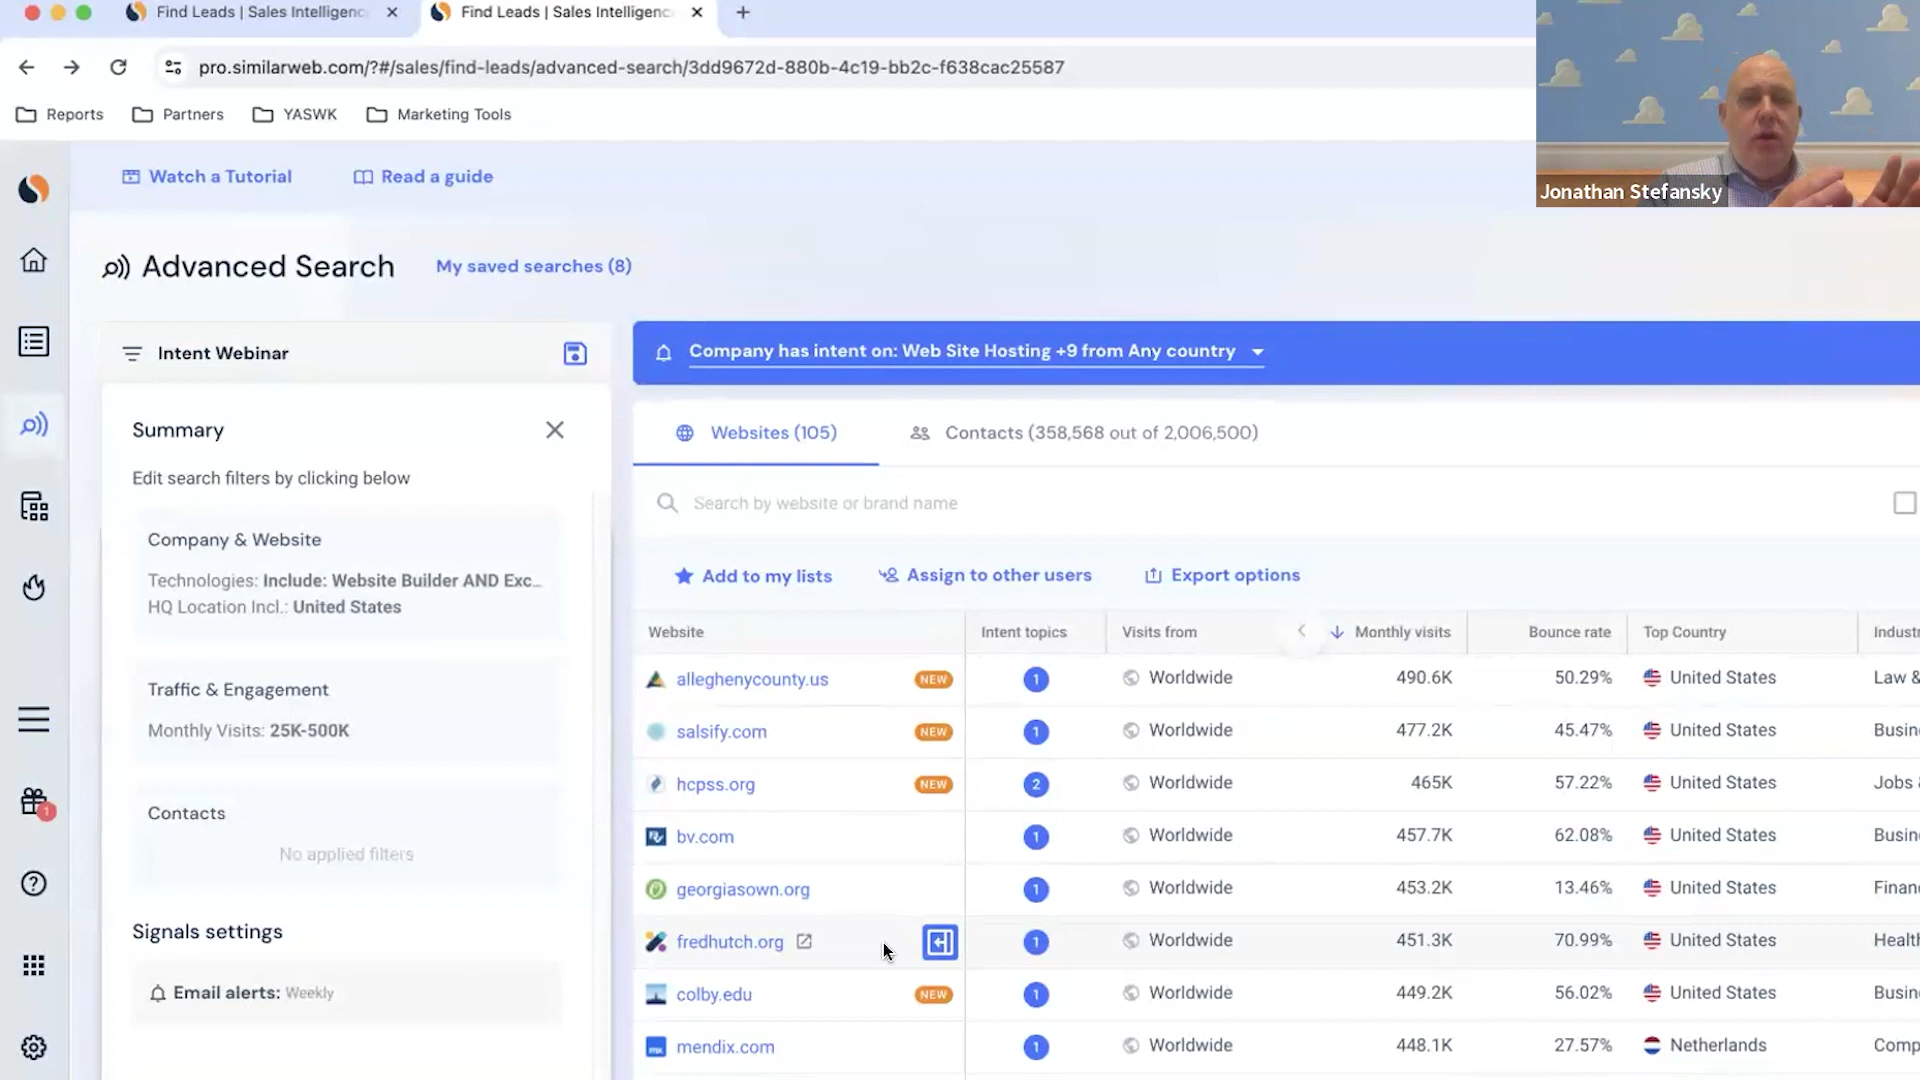 Find Leads | Sales Intelligenc
Find Leads | Sales Intelligenc
pro.similarweb.com/?#/sales/find-leads/advanced-search/3dd9672d-880b-4c19-bb2c-f638cac25587
Reports
Partners
YASWK
Marketing Tools
Jonathan Stefansky
Watch a Tutorial
Read a guide
Advanced Search
My saved searches (8)
Intent Webinar
Summary
Edit search filters by clicking below
Company & Website
Technologies: Include: Website Builder AND Exc...
HQ Location Incl.: United States
Traffic & Engagement
Monthly Visits: 25K-500K
Contacts
No applied filters
Signals settings
Email alerts: Weekly
1
Company has intent on: Web Site Hosting +9 from Any country
Websites (105)
Contacts (358,568 out of 2,006,500)
Search by website or brand name
Add to my lists
Assign to other users
Export options
Website Intent topics Visits from Monthly visits Bounce rate Top Country Industr
alleghenycounty.us NEW 1 Worldwide 490.6K 50.29% United States Law &
salsify.com NEW 1 Worldwide 477.2K 45.47% United States Busin
hcpss.org NEW 2 Worldwide 465K 57.22% United States Jobs &
bv.com 1 Worldwide 457.7K 62.08% United States Busin
georgiasown.org 1 Worldwide 453.2K 13.46% United States Finan
fredhutch.org 1 Worldwide 451.3K 70.99% United States Health
colby.edu NEW 1 Worldwide 449.2K 56.02% United States Busin
mendix.com 1 Worldwide 448.1K 27.57% Netherlands Comp